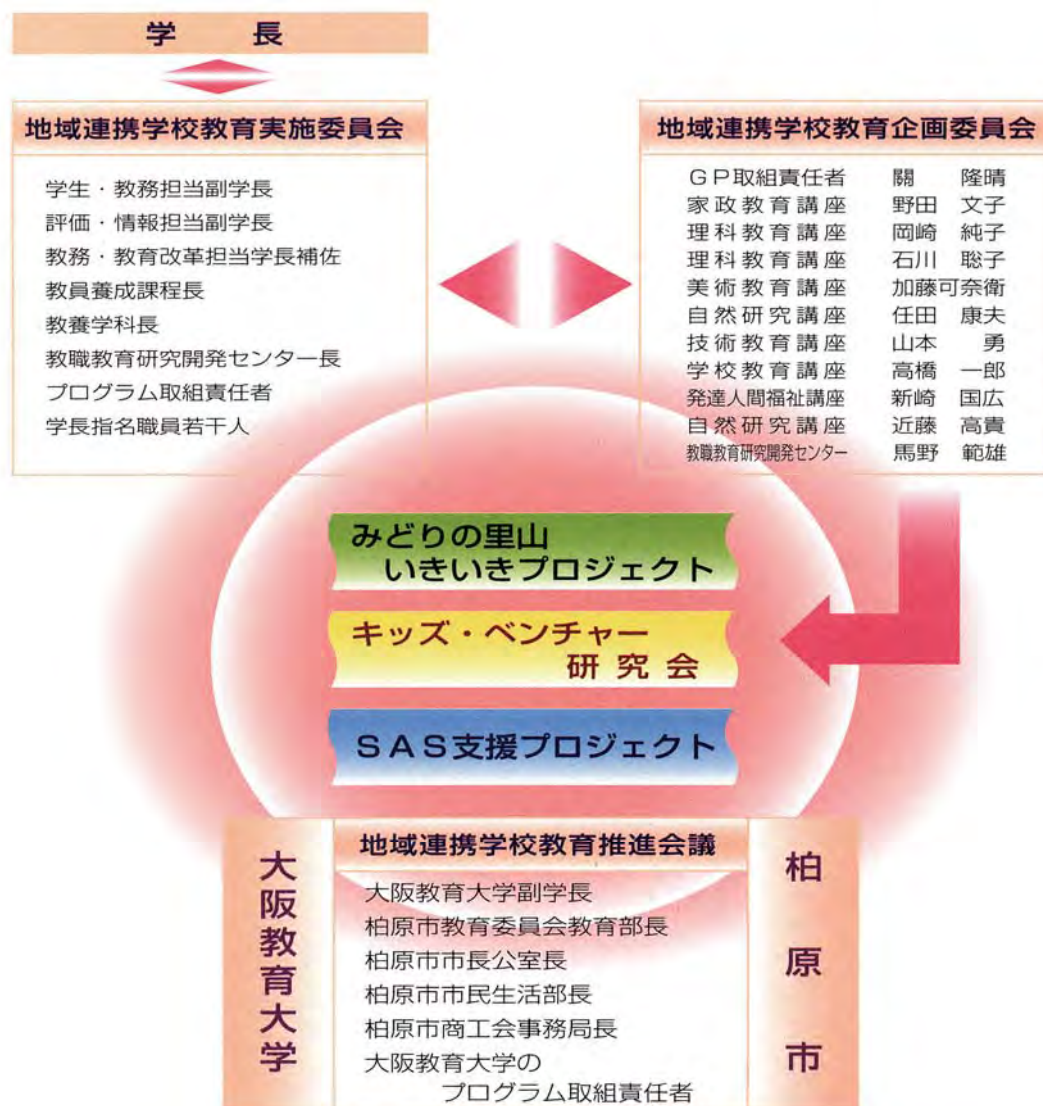 学長
地域連携学校教育実施委員会
学生・教務担当副学長
評価・情報担当副学長
教務・教育改革担当学長補佐
教員養成課程長
教養学科長
教職教育研究開発センター長
プログラム取組責任者
学長指名職員若干人
地域連携学校教育企画委員会
GP取組責任者 關 隆晴
家政教育講座 野田 文子
理科教育講座 岡崎 純子
理科教育講座 石川 聡子
美術教育講座 加藤可奈衛
自然研究講座 任田 康夫
技術教育講座 山本 勇
学校教育講座 高橋 一郎
発達人間福祉講座 新崎 国広
自然研究講座 近藤 高貴
教職教育研究開発センター 馬野 範雄
みどりの里山
いきいきプロジェクト
キッズ・ベンチャー
研究会
SAS支援プロジェクト
大阪教育大学
地域連携学校教育推進会議
大阪教育大学副学長
柏原市教育委員会教育部長
柏原市市長公室長
柏原市市民生活部長
柏原市商工会事務局長
大阪教育大学の
プログラム取組責任者
柏原市